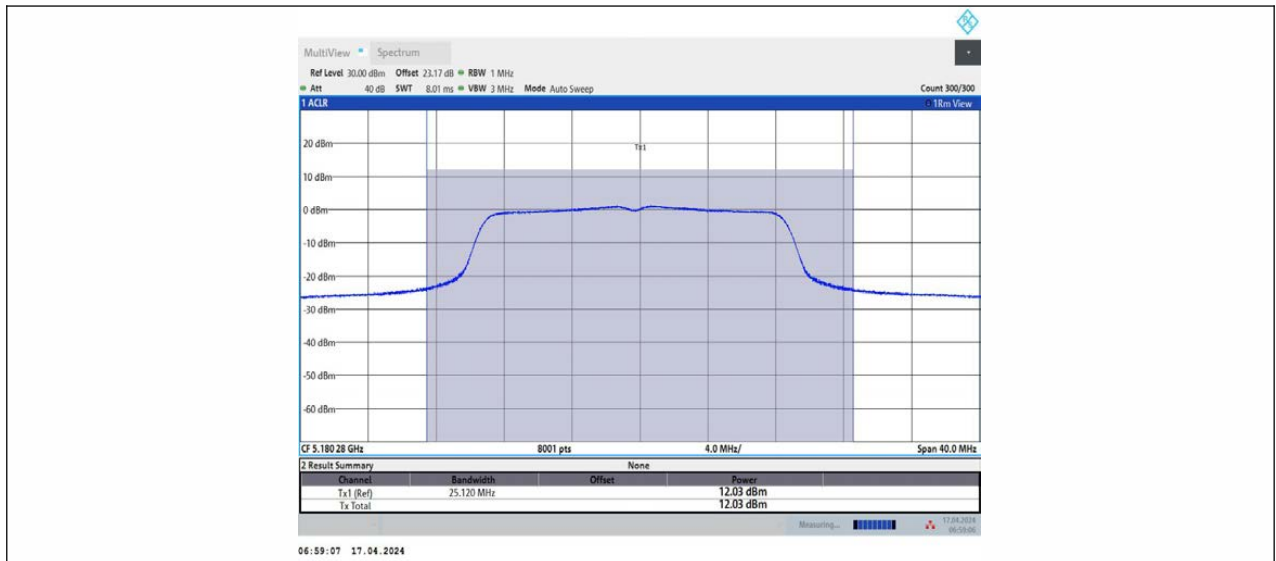 MultiView Spectrum
Ref Level 30.00 dBm Offset 23.17 dB RBW 1 MHz
Att 40 dB SWT 8.01 ms VBW 3 MHz Mode Auto Sweep Count 300/300
1 ACLR 1Rm View
Tx1
20 dBm
10 dBm
0 dBm
-10 dBm
-20 dBm
-30 dBm
-40 dBm
-50 dBm
-60 dBm
CF 5.180 28 GHz 8001 pts 4.0 MHz/ Span 40.0 MHz
2 Result Summary None
Channel Bandwidth Offset Power
Tx1 (Ref) 25.120 MHz 12.03 dBm
Tx Total 12.03 dBm
Measuring... 17.04.2024
06:59:06
06:59:07 17.04.2024